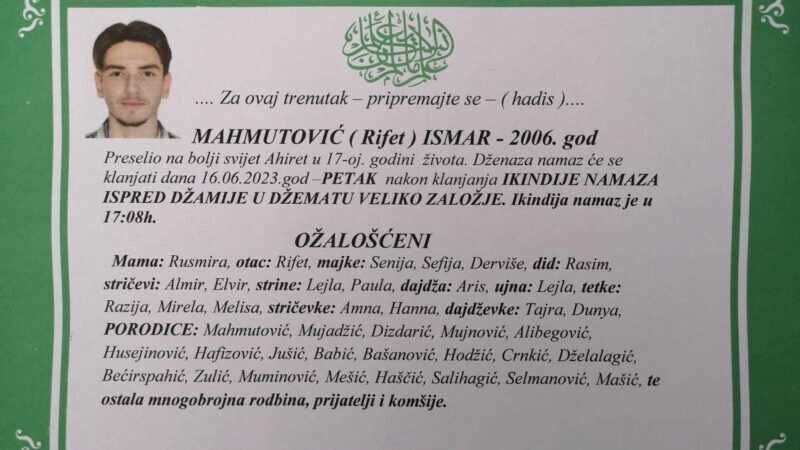 .... Za ovaj trenutak – pripremajte se – ( hadis )....
MAHMUTOVIĆ ( Rifet ) ISMAR - 2006. god
Preselio na bolji svijet Ahiret u 17-oj. godini života. Dženaza namaz će se
klanjati dana 16.06.2023.god –PETAK nakon klanjanja IKINDIJE NAMAZA
ISPRED DŽAMIJE U DŽEMATU VELIKO ZALOŽJE. Ikindija namaz je u
17:08h.
OŽALOŠĆENI
Mama: Rusmira, otac: Rifet, majke: Senija, Sefija, Derviše, did: Rasim,
stričevi: Almir, Elvir, strine: Lejla, Paula, dajdža: Aris, ujna: Lejla, tetke:
Razija, Mirela, Melisa, stričevke: Amna, Hanna, dajdževke: Tajra, Dunya,
PORODICE: Mahmutović, Mujadžić, Dizdarić, Mujnović, Alibegović,
Husejinović, Hafizović, Jušić, Babić, Bašanović, Hodžić, Crnkić, Dželalagić,
Bećirspahić, Zulić, Muminović, Mešić, Haščić, Salihagić, Selmanović, Mašić, te
ostala mnogobrojna rodbina, prijatelji i komšije.